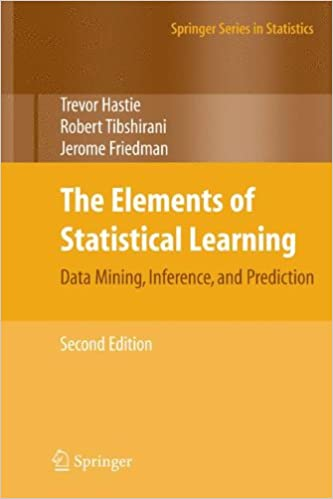 Springer Series in Statistics
Trevor Hastie
Robert Tibshirani
Jerome Friedman
The Elements of
Statistical Learning
Data Mining, Inference, and Prediction
Second Edition
Springer